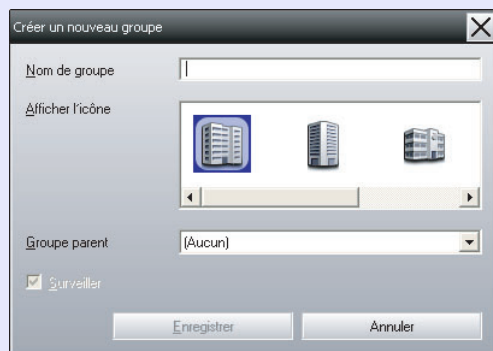 Créer un nouveau groupe
Nom de groupe
Afficher l'icône
Groupe parent
(Aucun)
Surveiller
Enregistrer
Annuler